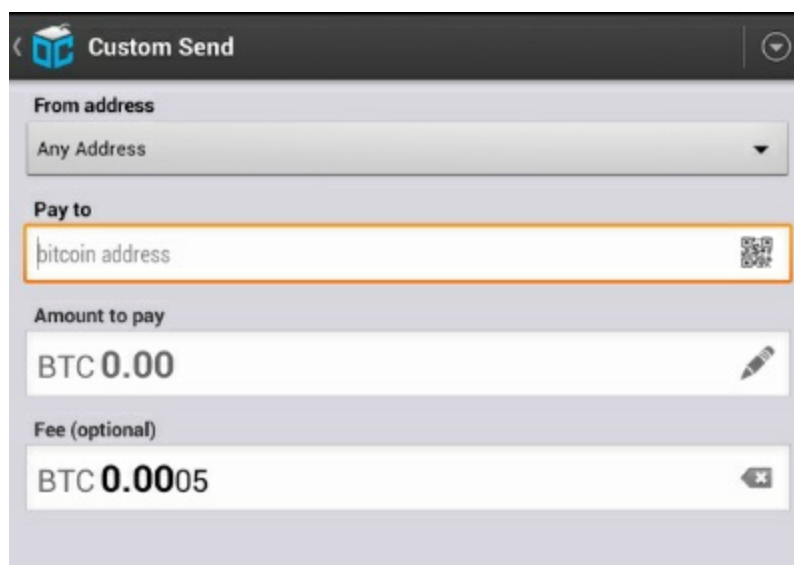 Custom Send
From address
Any Address
Pay to
bitcoin address
Amount to pay
BTC 0.00
Fee (optional)
BTC 0.0005